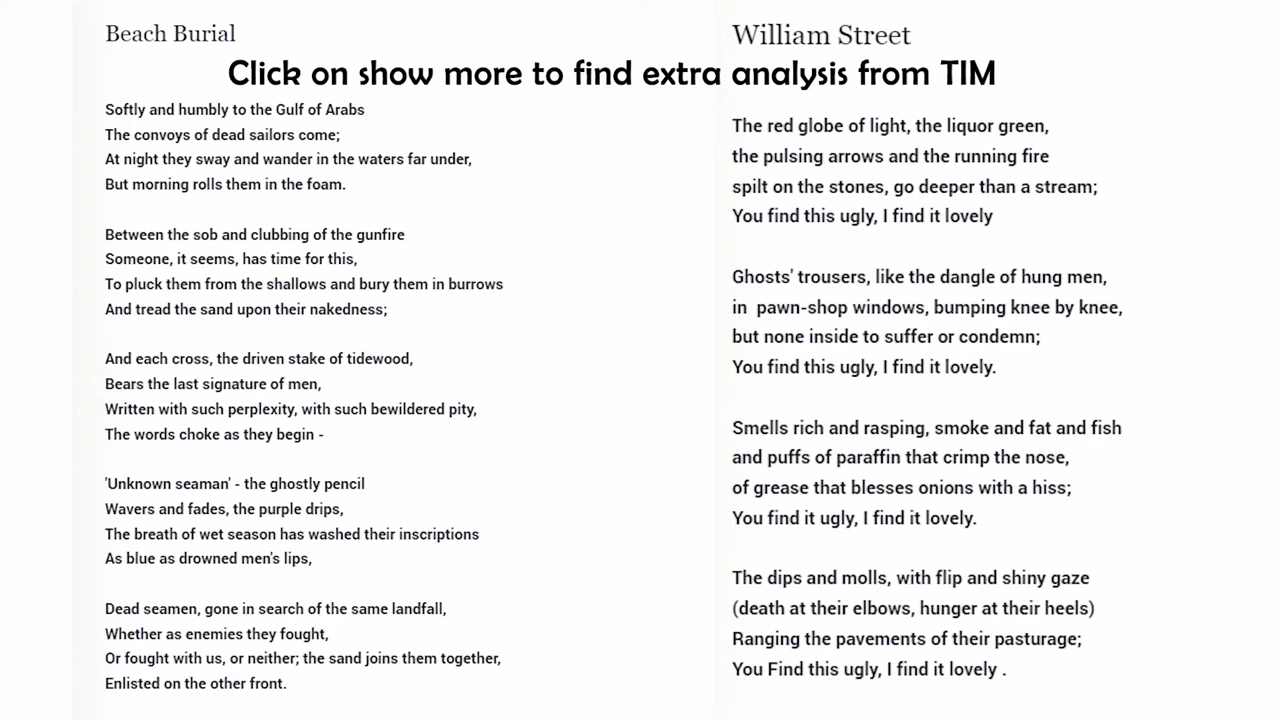 Beach Burial
William Street
Click on show more to find extra analysis from TIM
Softly and humbly to the Gulf of Arabs
The convoys of dead sailors come;
At night they sway and wander in the waters far under,
But morning rolls them in the foam.
Between the sob and clubbing of the gunfire
Someone, it seems, has time for this,
To pluck them from the shallows and bury them in burrows
And tread the sand upon their nakedness;
And each cross, the driven stake of tidewood,
Bears the last signature of men,
Written with such perplexity, with such bewildered pity,
The words choke as they begin -
'Unknown seaman' - the ghostly pencil
Wavers and fades, the purple drips,
The breath of wet season has washed their inscriptions
As blue as drowned men's lips,
Dead seamen, gone in search of the same landfall,
Whether as enemies they fought,
Or fought with us, or neither; the sand joins them together,
Enlisted on the other front.
The red globe of light, the liquor green,
the pulsing arrows and the running fire
spilt on the stones, go deeper than a stream;
You find this ugly, I find it lovely
Ghosts' trousers, like the dangle of hung men,
in  pawn-shop windows, bumping knee by knee,
but none inside to suffer or condemn;
You find this ugly, I find it lovely.
Smells rich and rasping, smoke and fat and fish
and puffs of paraffin that crimp the nose,
of grease that blesses onions with a hiss;
You find it ugly, I find it lovely.
The dips and molls, with flip and shiny gaze
(death at their elbows, hunger at their heels)
Ranging the pavements of their pasturage;
You Find this ugly, I find it lovely .